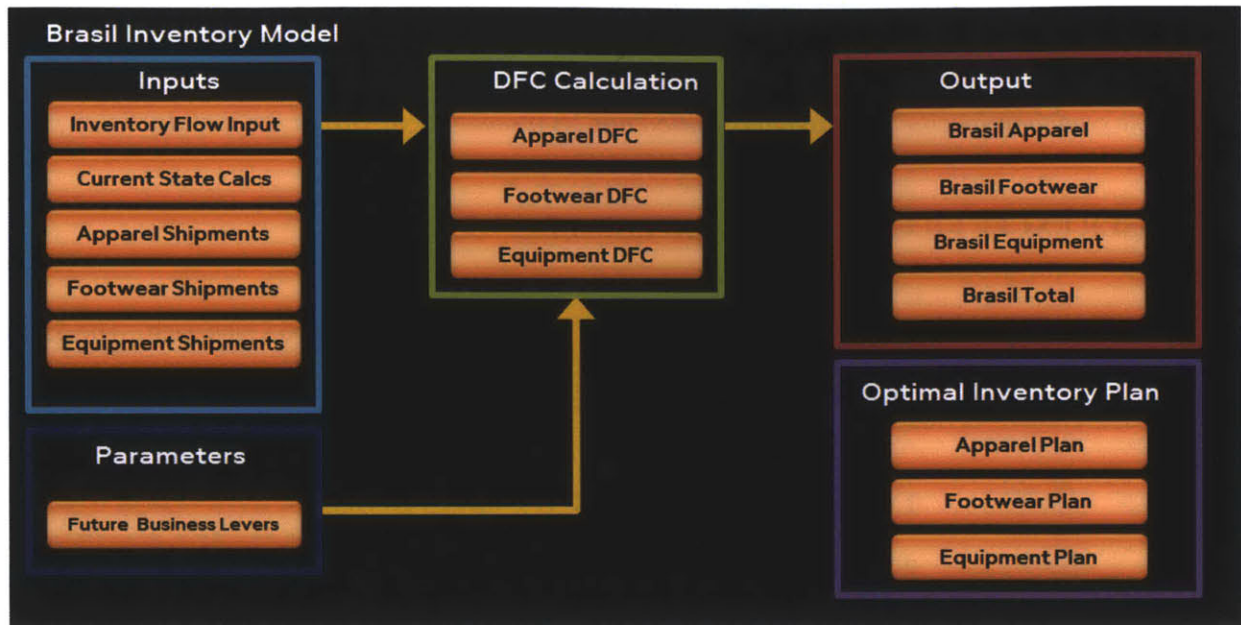 Brasil Inventory Model
Inputs
Inventory Flow Input
Current State Calcs
Apparel Shipments
Footwear Shipments
Equipment Shipments
Parameters
Future Business Levers
DFC Calculation
Apparel DFC
Footwear DFC
Equipment DFC
Output
Brasil Apparel
Brasil Footwear
Brasil Equipment
Brasil Total
Optimal Inventory Plan
Apparel Plan
Footwear Plan
Equipment Plan